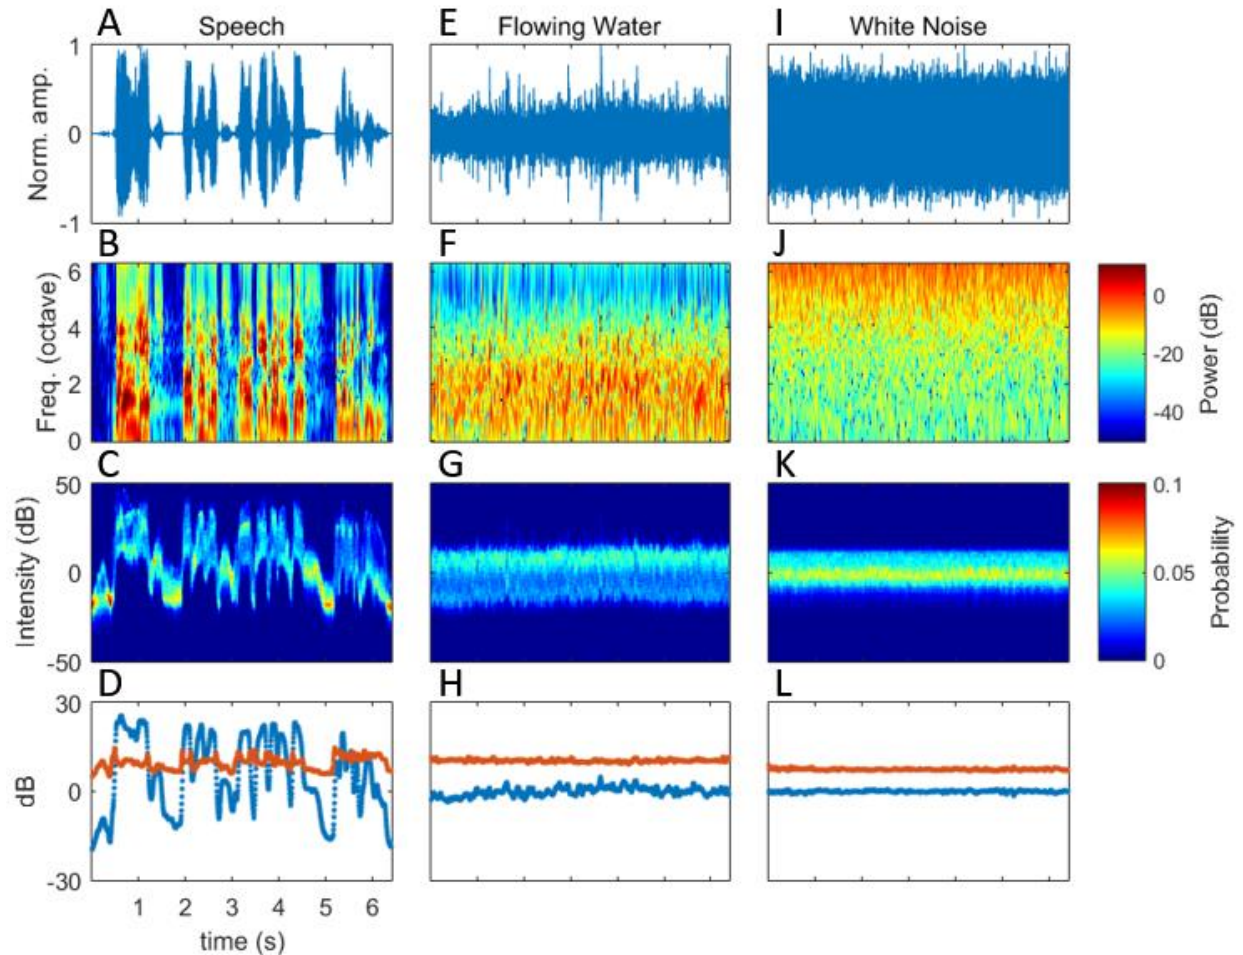 A Speech E Flowing Water I White Noise
Norm. amp.
1
0
-1
B F J
Freq. (octave)
6
4
2
0
0
-20
-40
Power (dB)
C G K
Intensity (dB)
50
0
-50
0.1
0.05
0
Probability
D H L
dB
30
0
-30
1 2 3 4 5 6
time (s)